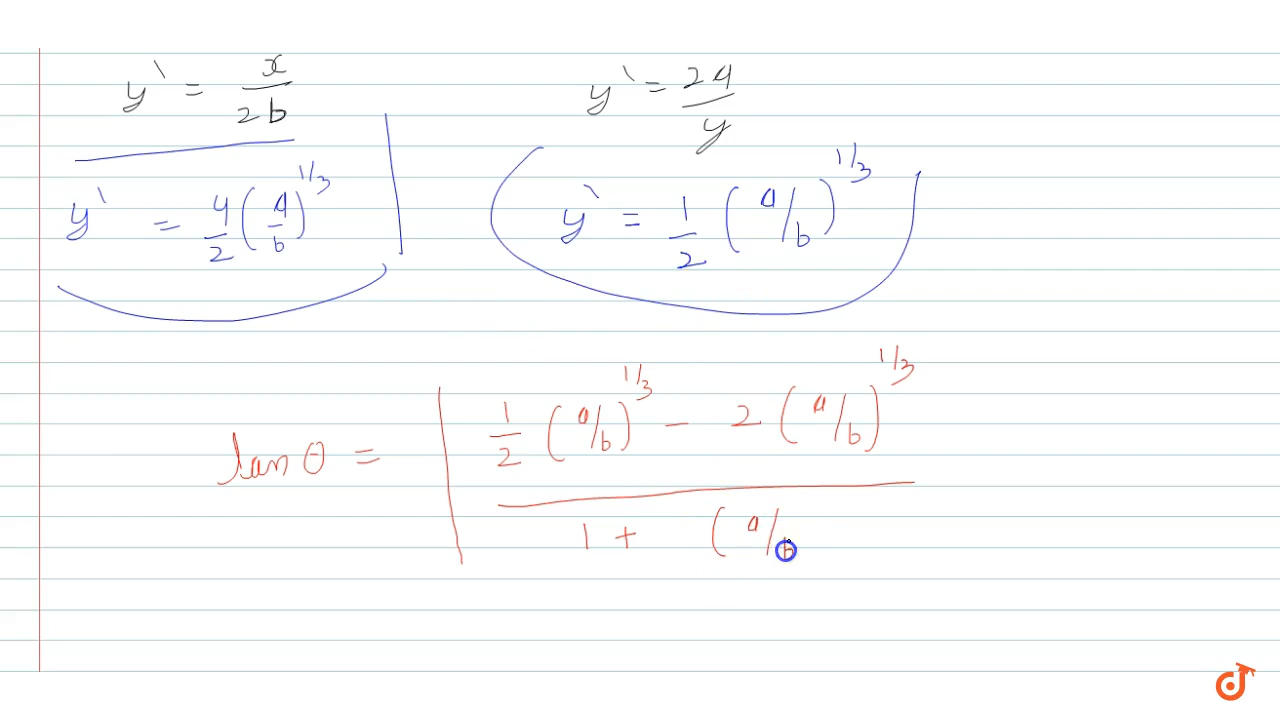 y` = x/2b    y` = 2a/y
y` = 4/2 (a/b)^1/3    y` = 1/2 (a/b)^1/3
tan θ = | 1/2 (a/b)^1/3 - 2 (a/b)^1/3
1 + (a/b